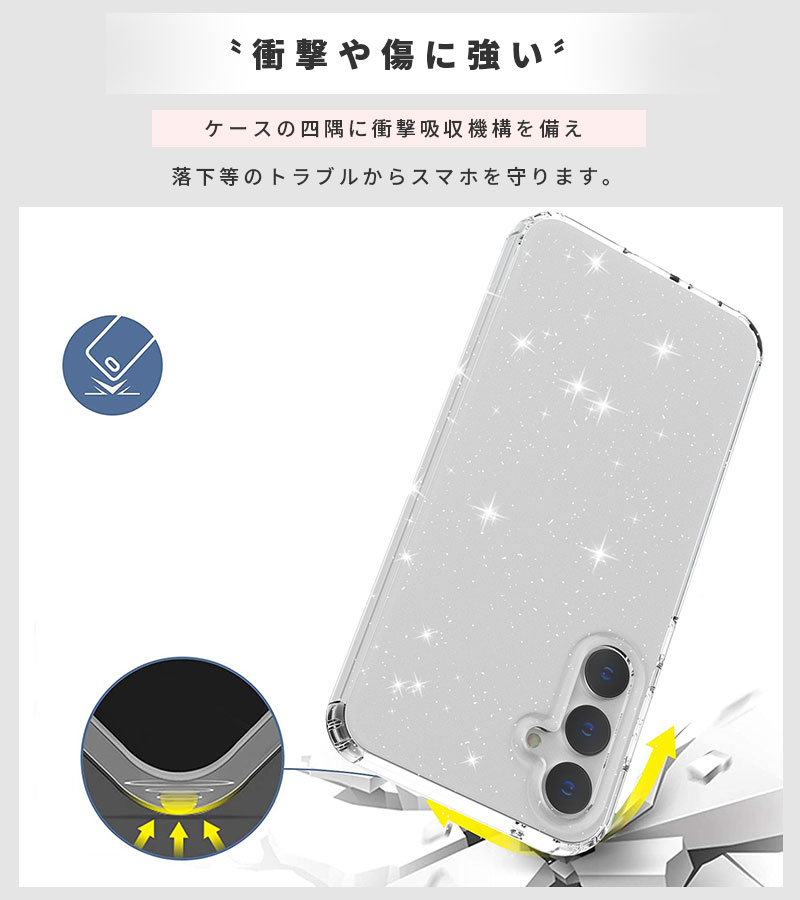 衝撃や傷に強い
ケースの四隅に衝撃吸収機構を備え
落下等のトラブルからスマホを守ります。